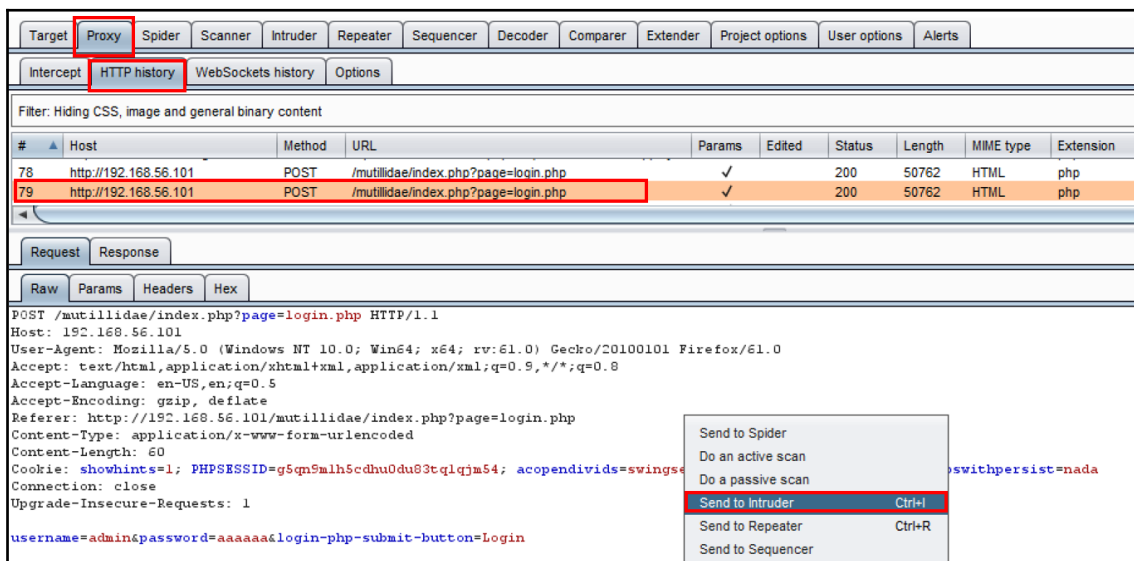 Target Proxy Spider Scanner Intruder Repeater Sequencer Decoder Comparer Extender Project options User options Alerts
Intercept HTTP history WebSockets history Options
Filter: Hiding CSS, image and general binary content
# Host Method URL Params Edited Status Length MIME type Extension
78 http://192.168.56.101 POST /mutillidae/index.php?page=login.php ✓ 200 50762 HTML php
79 http://192.168.56.101 POST /mutillidae/index.php?page=login.php ✓ 200 50762 HTML php
Request Response
Raw Params Headers Hex
POST /mutillidae/index.php?page=login.php HTTP/1.1
Host: 192.168.56.101
User-Agent: Mozilla/5.0 (Windows NT 10.0; Win64; x64; rv:61.0) Gecko/20100101 Firefox/61.0
Accept: text/html,application/xhtml+xml,application/xml;q=0.9,*/*;q=0.8
Accept-Language: en-US,en;q=0.5
Accept-Encoding: gzip, deflate
Referer: http://192.168.56.101/mutillidae/index.php?page=login.php
Content-Type: application/x-www-form-urlencoded
Content-Length: 60
Cookie: showhints=1; PHPSESSID=g5qn9mlh5cdhu0du83tqlqjm54; acopendivids=swingse oswithpersist=nada
Connection: close
Upgrade-Insecure-Requests: 1
username=admin&password=aaaaaa&login-php-submit-button=Login
Send to Spider
Do an active scan
Do a passive scan
Send to Intruder Ctrl+I
Send to Repeater Ctrl+R
Send to Sequencer